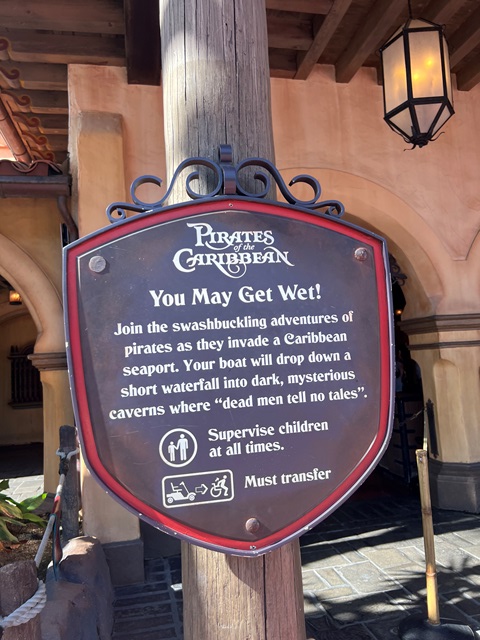 PIRATES
of the
CARIBBEAN
You May Get Wet!
Join the swashbuckling adventures of
pirates as they invade a Caribbean
seaport. Your boat will drop down a
short waterfall into dark, mysterious
caverns where “dead men tell no tales”.
Supervise children
at all times.
Must transfer